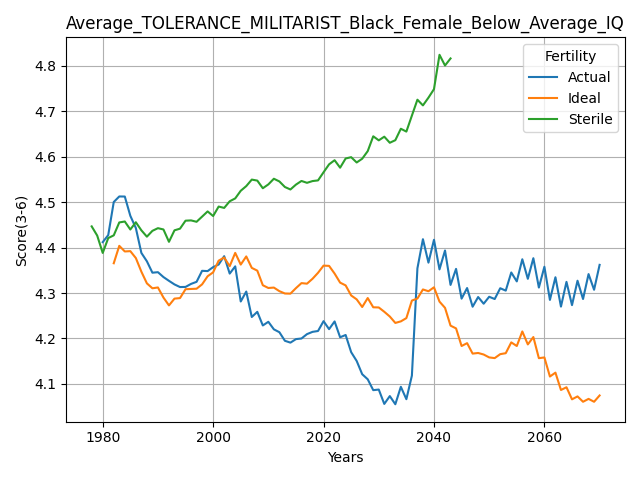 Average_TOLERANCE_MILITARIST_Black_Female_Below_Average_IQ
Fertility
Actual
Ideal
Sterile
Score(3-6)
4.8
4.7
4.6
4.5
4.4
4.3
4.2
4.1
1980 2000 2020 2040 2060
Years